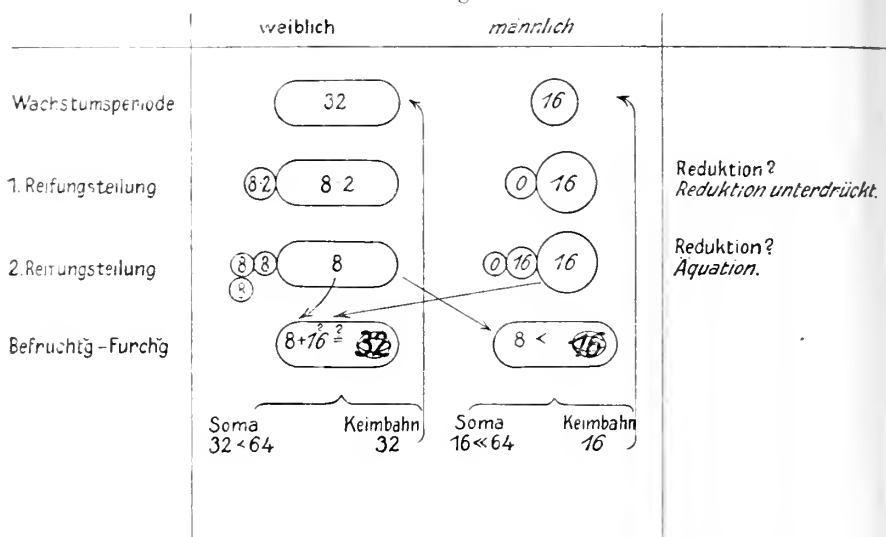 weiblich männlich
Wachstumsperiode 32 16
1. Reifungsteilung 8·2 8·2 0 16 Reduktion?
Reduktion unterdrückt.
2. Reifungsteilung 8 8 8 8 0 16 16 Reduktion?
Äquation.
Befruchtg-Furchg 8+16 ?=? 32 8 < 16
Soma Keimbahn Soma Keimbahn
32<64 32 16≪64 16